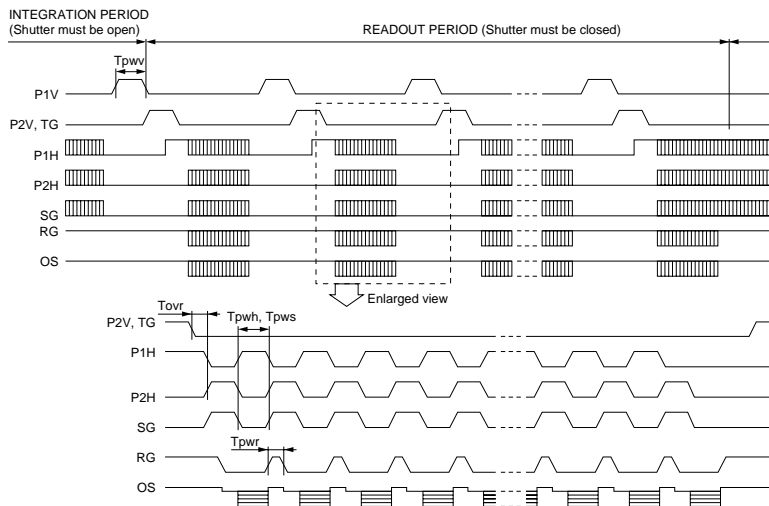 INTEGRATION PERIOD
(Shutter must be open)
READOUT PERIOD (Shutter must be closed)
Tpwv
P1V
P2V, TG
P1H
P2H
SG
RG
OS
Enlarged view
Tovr
Tpwh, Tpws
P2V, TG
P1H
P2H
SG
Tpwr
RG
OS